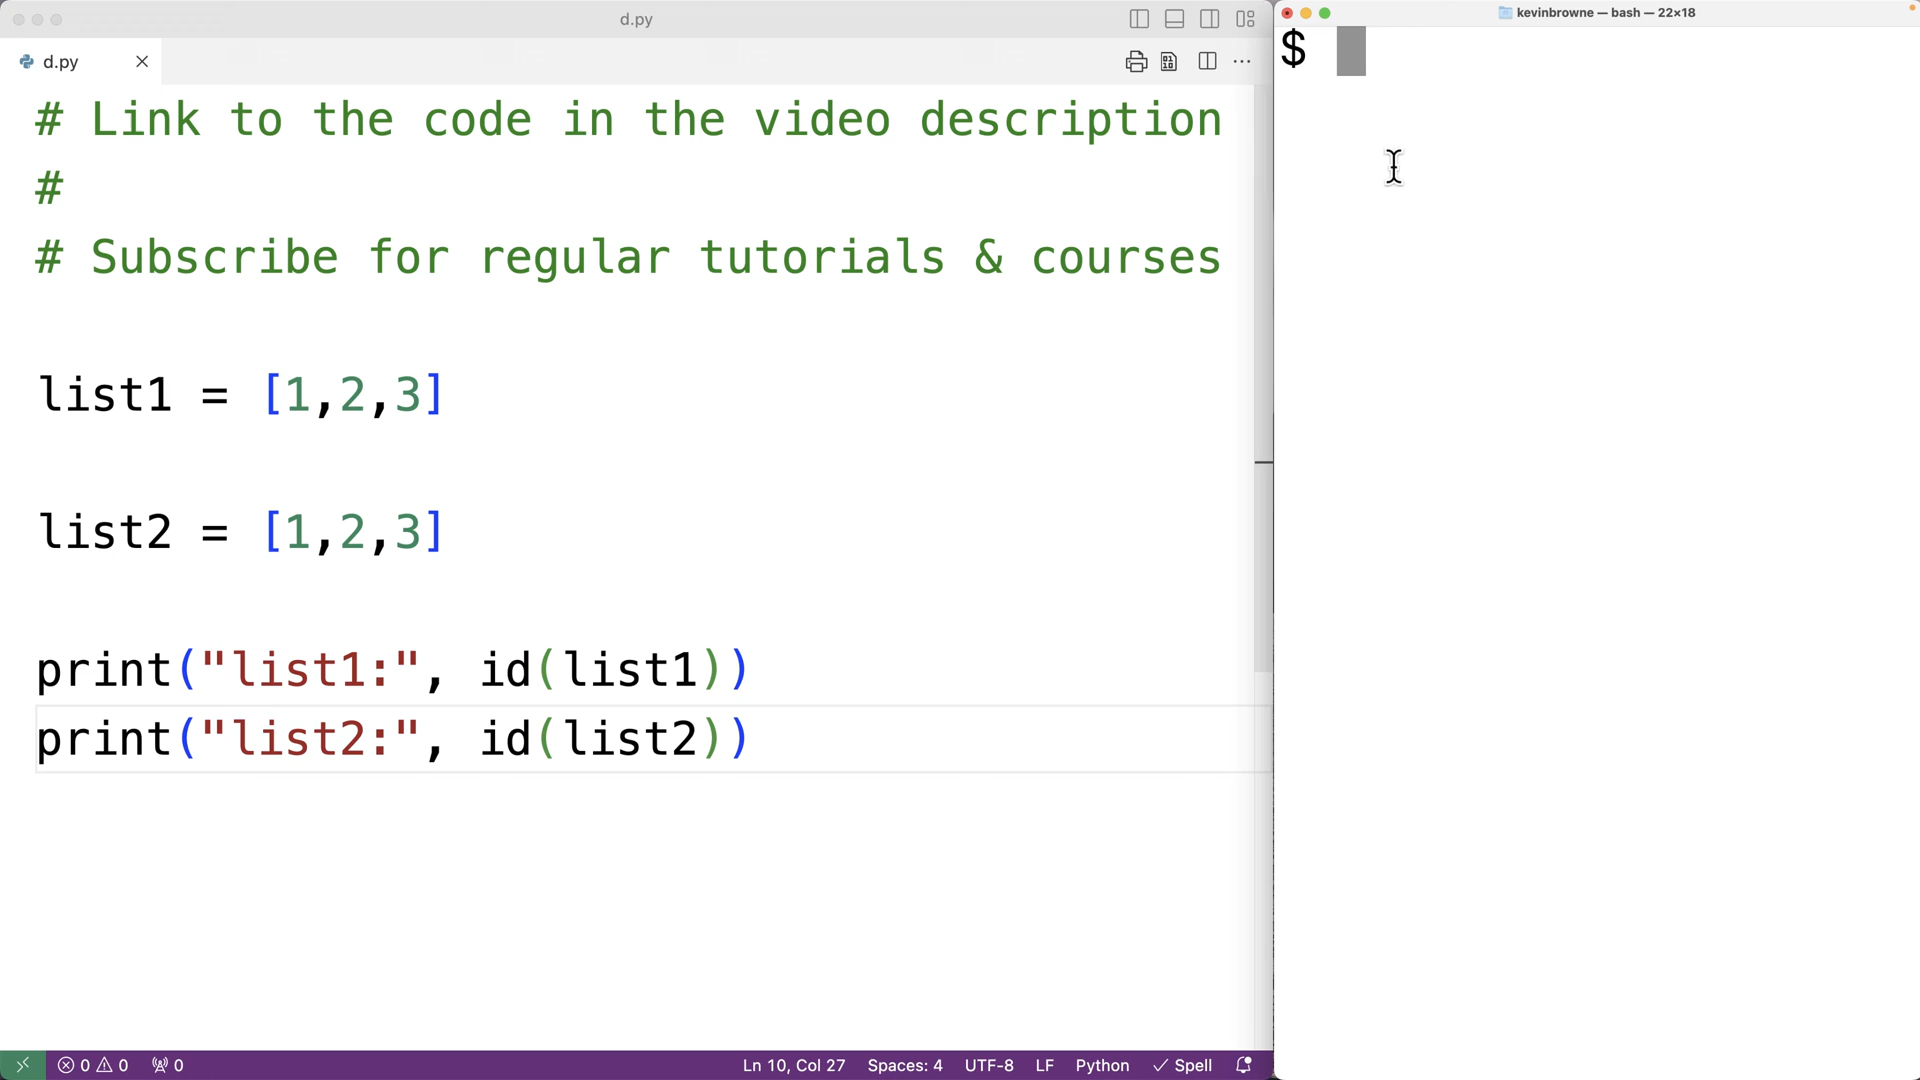 d.py
d.py
# Link to the code in the video description
#
# Subscribe for regular tutorials & courses
list1 = [1,2,3]
list2 = [1,2,3]
print("list1:", id(list1))
print("list2:", id(list2))
0 0 0 Ln 10, Col 27 Spaces: 4 UTF-8 LF Python Spell
kevinbrowne — bash — 22×18
$